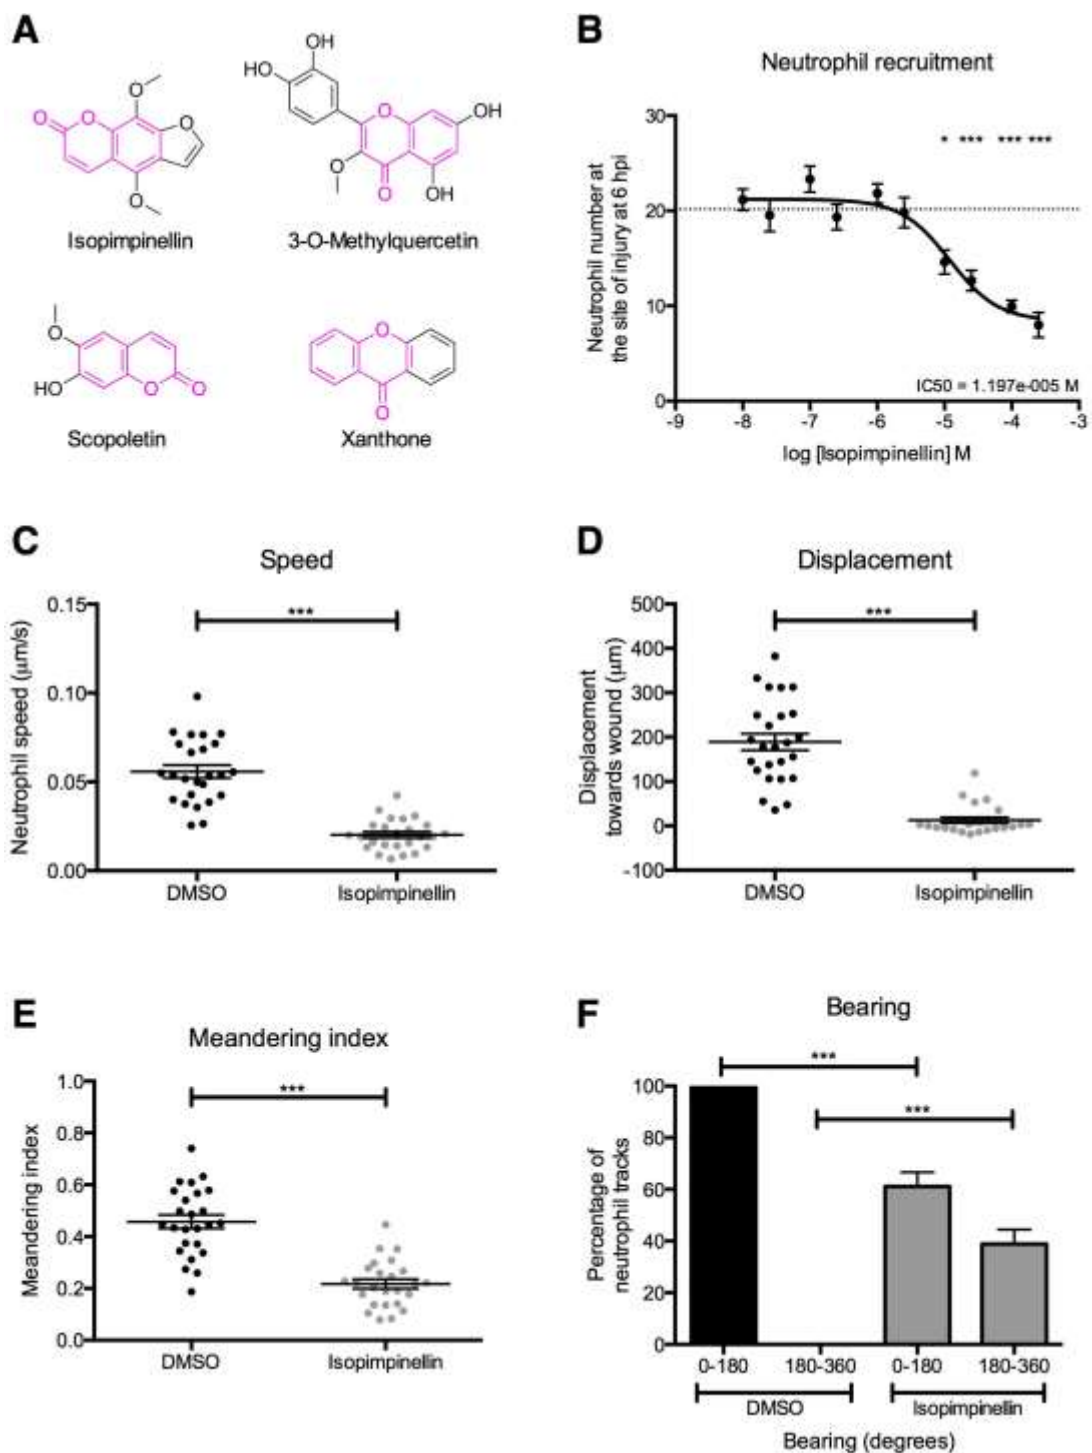 A
OH
HO
O
O
O
O
O
Isopimpinellin
O
OH
O
O
OH
3-O-Methylquercetin
O
HO
O
O
Scopoletin
O
O
Xanthone
B
Neutrophil recruitment
Neutrophil number at
the site of injury at 6 hpi
30
20
10
0
* *** *** ***
IC50 = 1.197e-005 M
-9 -8 -7 -6 -5 -4 -3
log [Isopimpinellin] M
C
Speed
Neutrophil speed (μm/s)
0.15
0.10
0.05
0.00
***
DMSO Isopimpinellin
D
Displacement
Displacement
towards wound (μm)
500
400
300
200
100
0
-100
***
DMSO Isopimpinellin
E
Meandering index
Meandering index
1.0
0.8
0.6
0.4
0.2
0.0
***
DMSO Isopimpinellin
F
Bearing
Percentage of
neutrophil tracks
100
80
60
40
20
0
***
***
0-180 180-360 0-180 180-360
DMSO Isopimpinellin
Bearing (degrees)